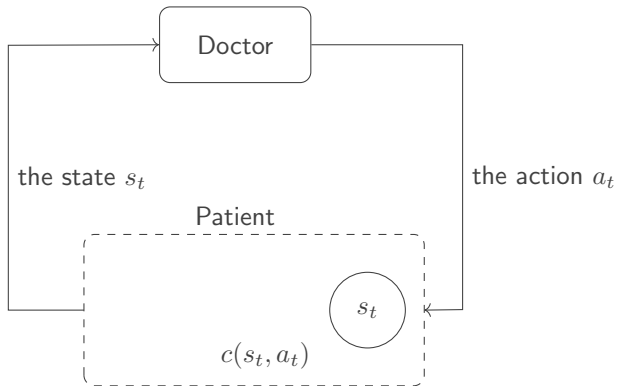 Doctor
the state $s_t$
the action $a_t$
Patient
$s_t$
$c(s_t, a_t)$